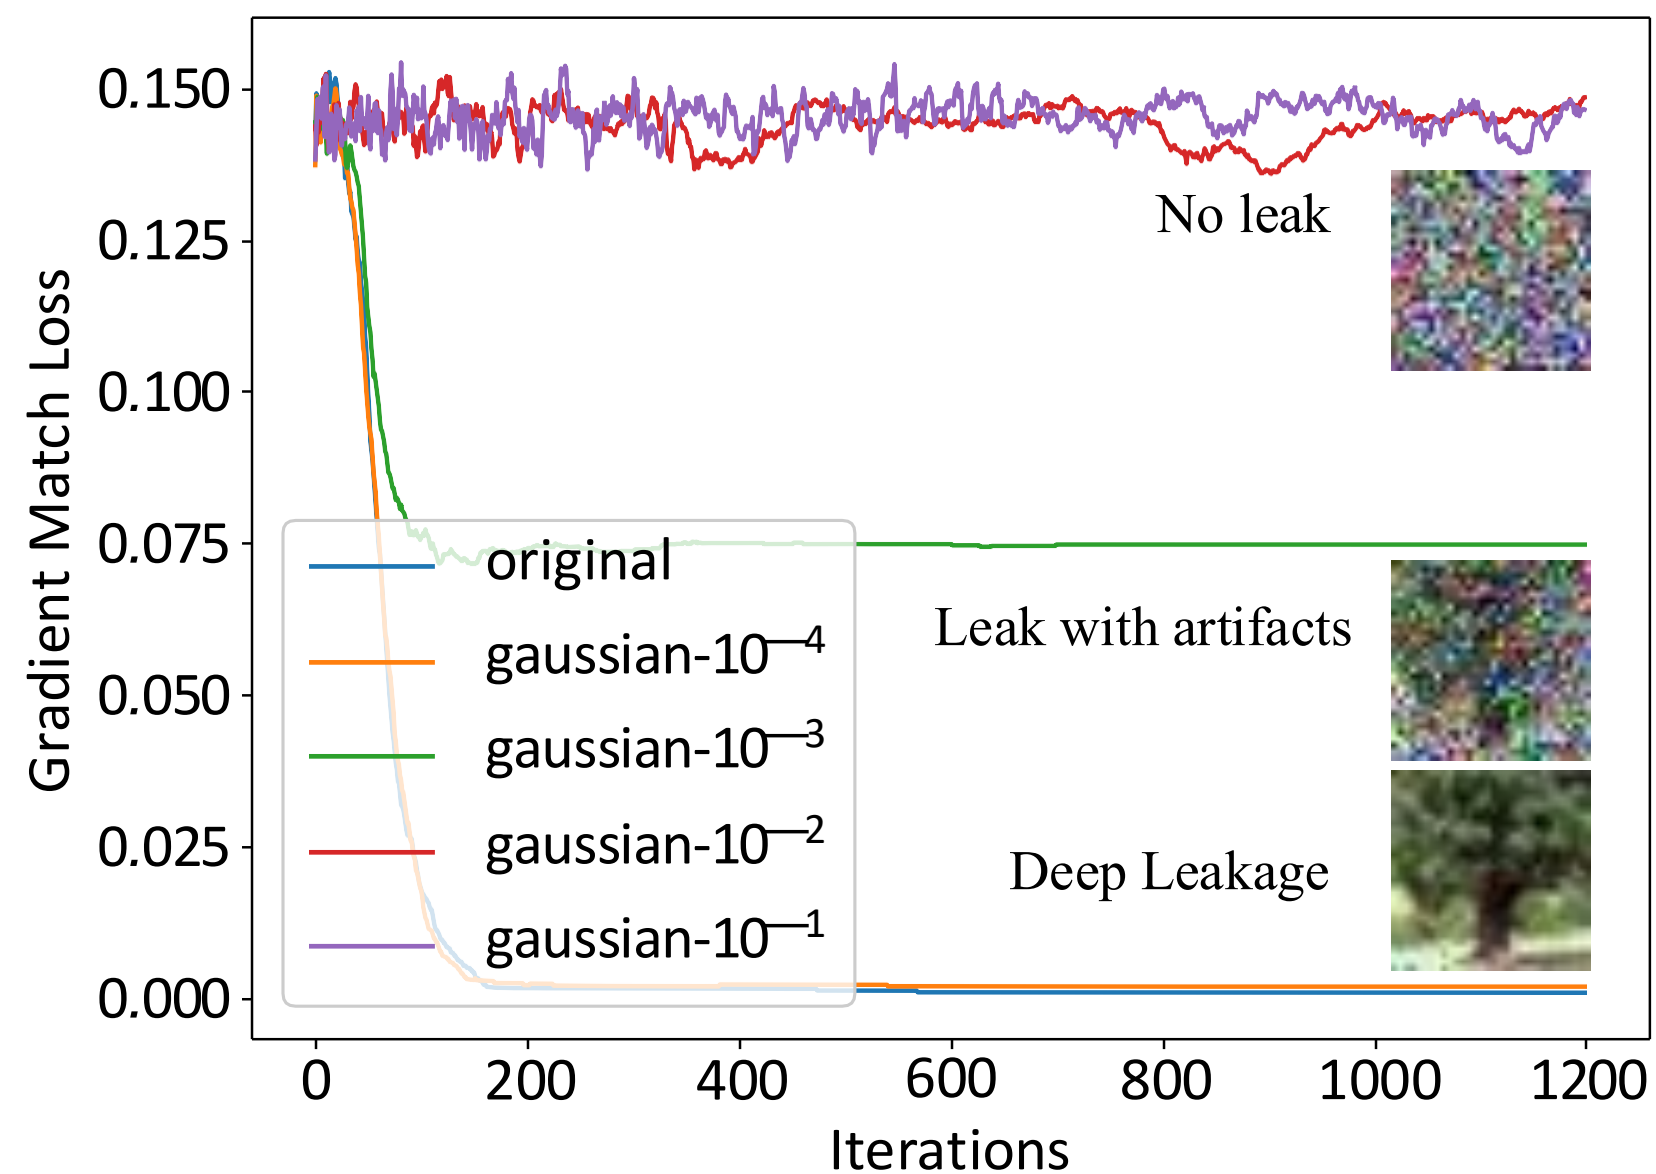 Gradient Match Loss
0.150
0.125
0.100
0.075
0.050
0.025
0.000
No leak
Leak with artifacts
Deep Leakage
original
gaussian-10⁻⁴
gaussian-10⁻³
gaussian-10⁻²
gaussian-10⁻¹
0 200 400 600 800 1000 1200
Iterations